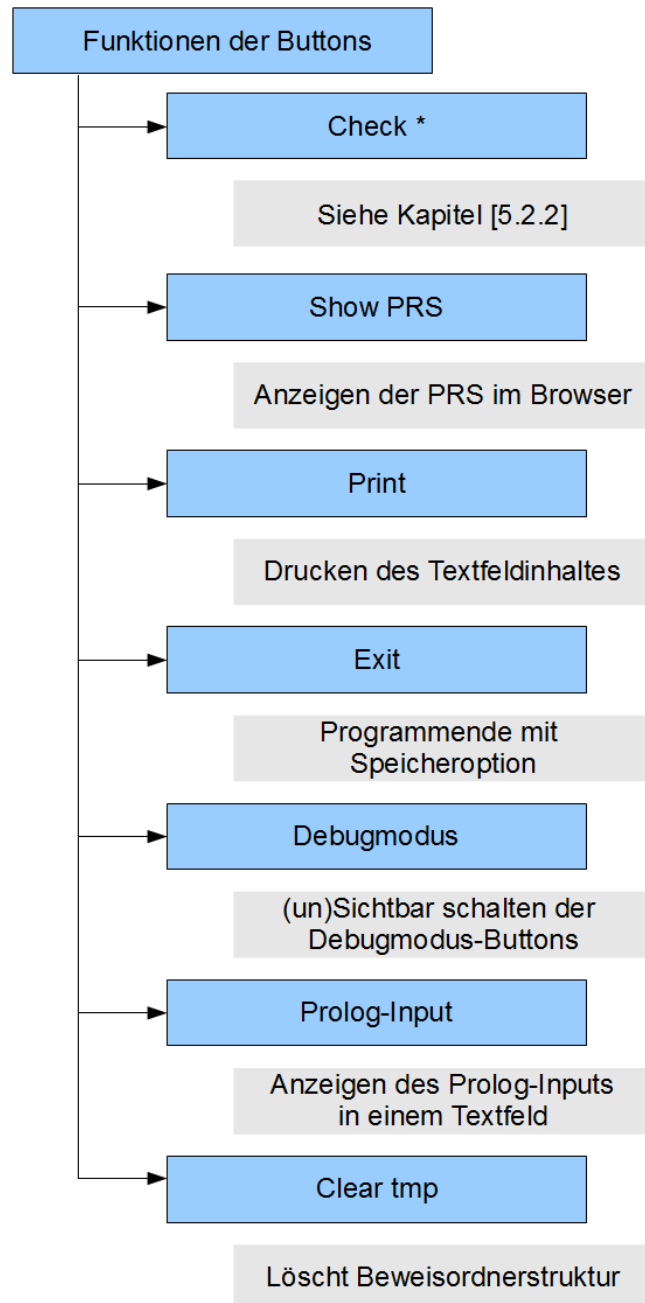 Funktionen der Buttons
Check *
Siehe Kapitel [5.2.2]
Show PRS
Anzeigen der PRS im Browser
Print
Drucken des Textfeldinhaltes
Exit
Programmende mit
Speicheroption
Debugmodus
(un)Sichtbar schalten der
Debugmodus-Buttons
Prolog-Input
Anzeigen des Prolog-Inputs
in einem Textfeld
Clear tmp
Löscht Beweisordnerstruktur